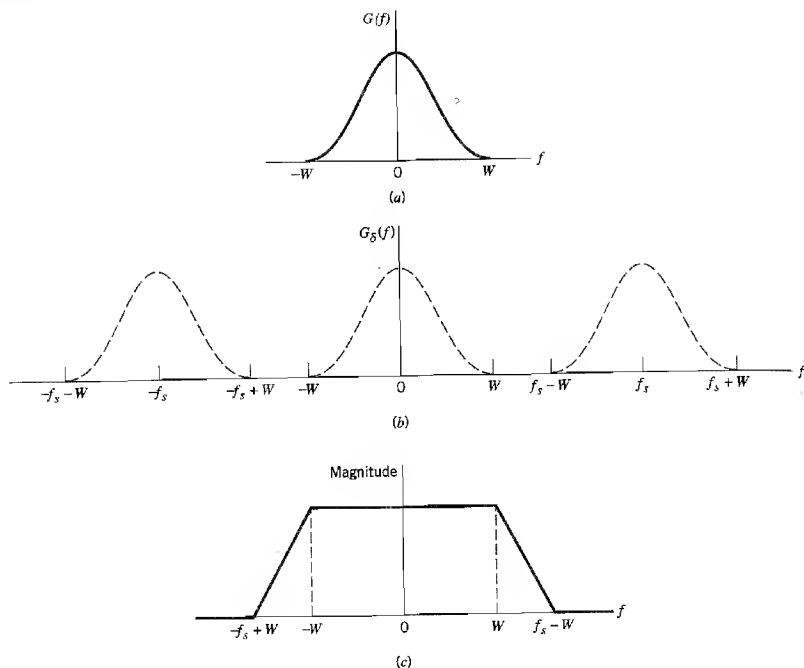 G(f)
-W 0 W f
(a)
G_δ(f)
-f_s - W -f_s -f_s + W -W 0 W f_s - W f_s f_s + W f
(b)
Magnitude
-f_s + W -W 0 W f_s - W f
(c)